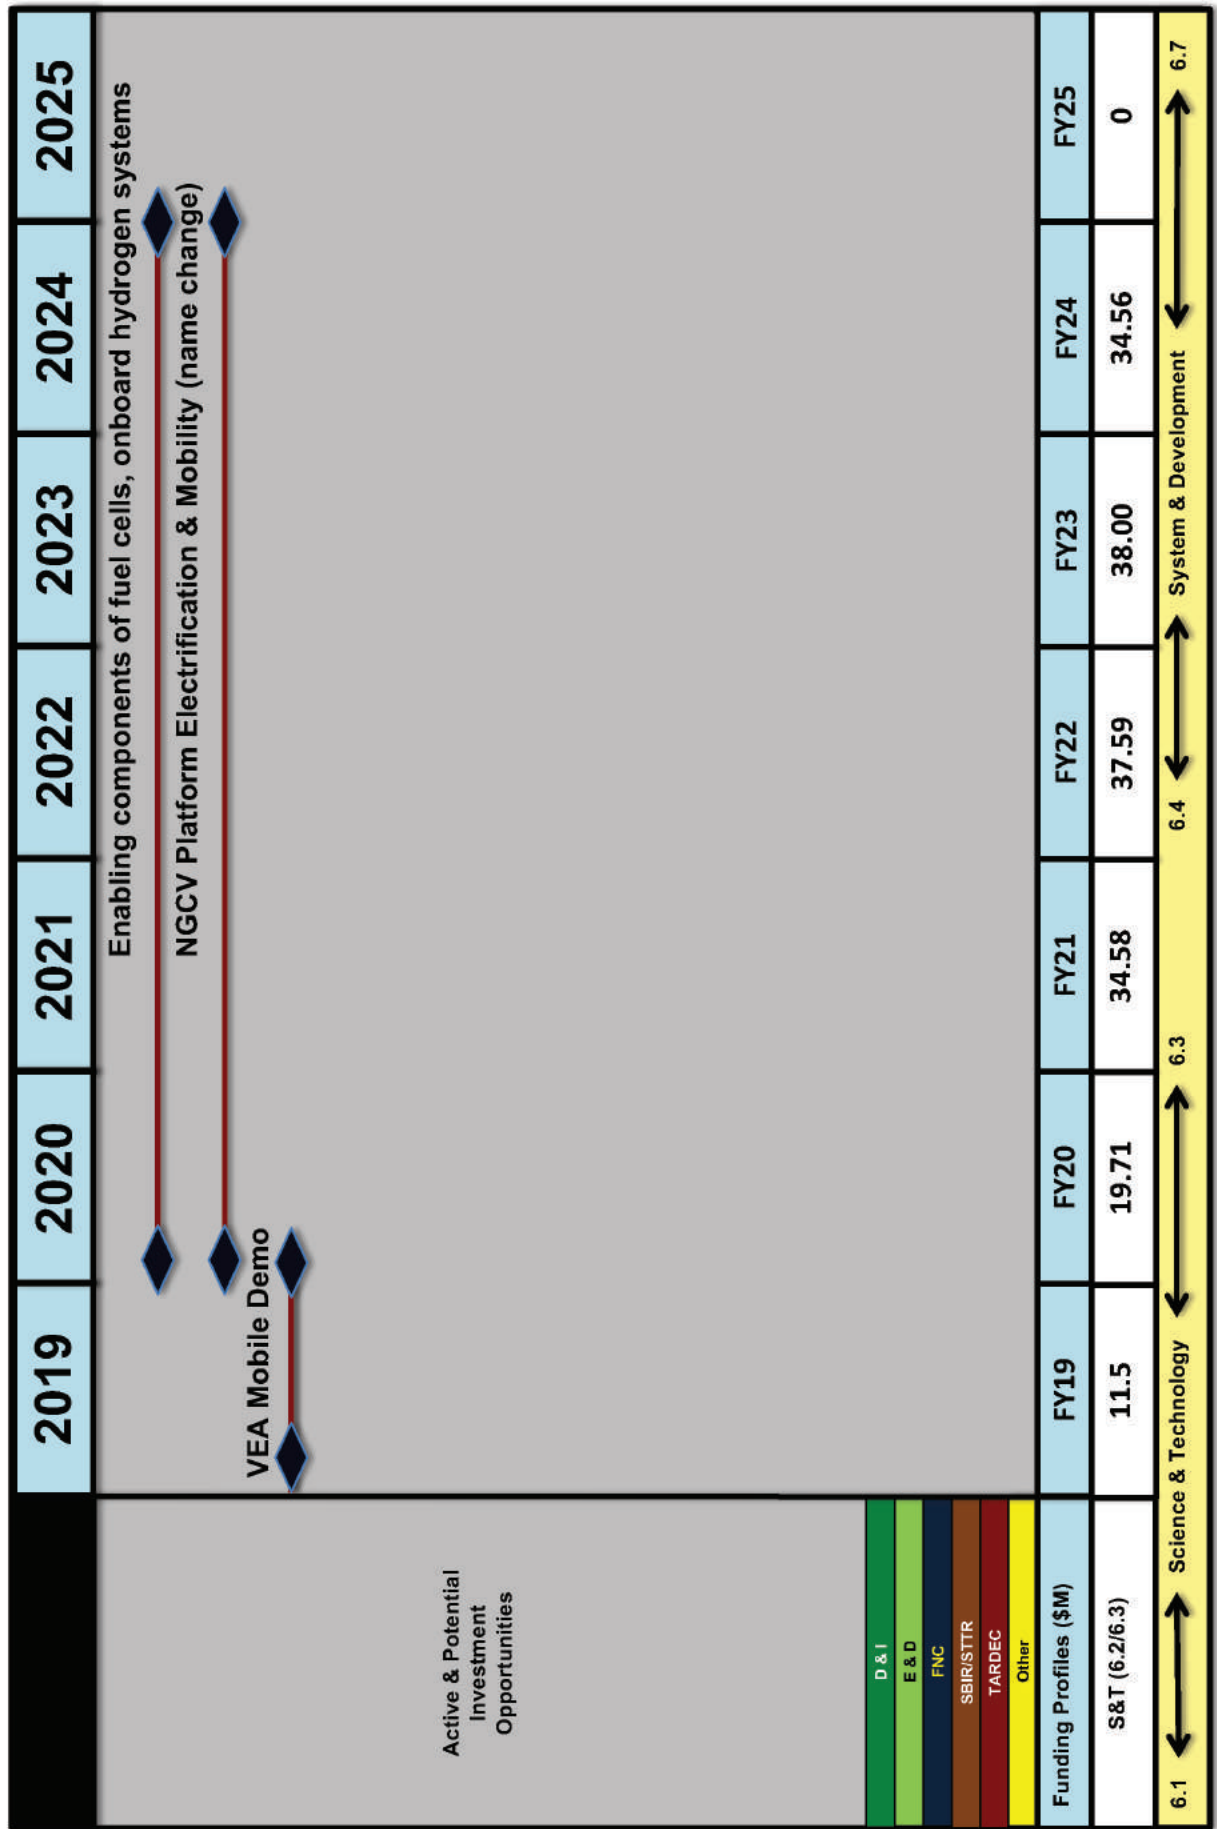 2019 2020 2021 2022 2023 2024 2025
Enabling components of fuel cells, onboard hydrogen systems
NGCV Platform Electrification & Mobility (name change)
VEA Mobile Demo
Active & Potential
Investment
Opportunities
D & I
E & D
FNC
SBIR/STTR
TARDEC
Other
Funding Profiles ($M) FY19 FY20 FY21 FY22 FY23 FY24 FY25
S&T (6.2/6.3) 11.5 19.71 34.58 37.59 38.00 34.56 0
6.1 Science & Technology 6.3 6.4 System & Development 6.7